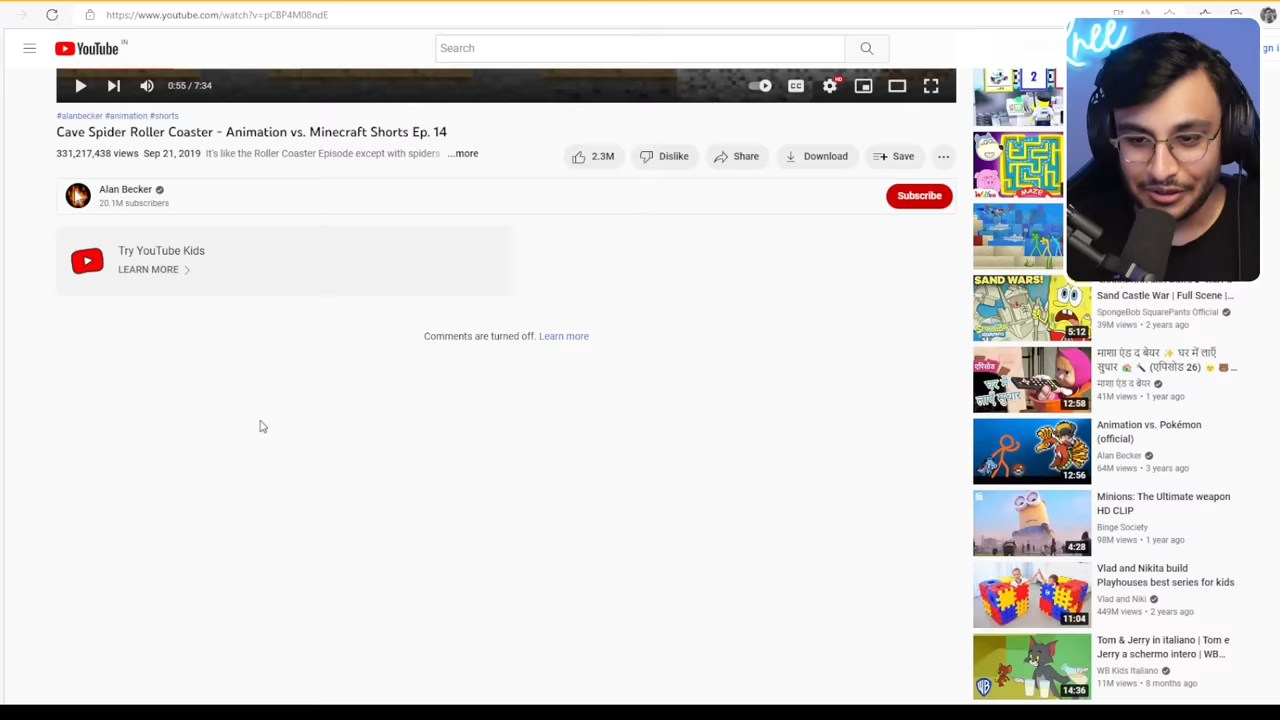 https://www.youtube.com/watch?v=pCBP4M08ndE
YouTube IN
Search
gn i
0:55 / 7:34
CC
HD
#alanbecker #animation #shorts
Cave Spider Roller Coaster - Animation vs. Minecraft Shorts Ep. 14
331,217,438 views Sep 21, 2019 It's like the Roller Coaster Episode except with spiders ...more
2.3M
Dislike
Share
Download
Save
Alan Becker
20.1M subscribers
Subscribe
Try YouTube Kids
LEARN MORE
Comments are turned off. Learn more
2
MAZE
SAND WARS!
5:12
Sand Castle War | Full Scene |...
SpongeBob SquarePants Official
39M views • 2 years ago
एपिसोड
12:58
माशा एंड द बेयर ✨ घर में लाएँ
सुधार 🏠 🔨 (एपिसोड 26) 👱 🐻...
माशा एंड द बेयर
41M views • 1 year ago
12:56
Animation vs. Pokémon
(official)
Alan Becker
64M views • 3 years ago
4:28
Minions: The Ultimate weapon
HD CLIP
Binge Society
98M views • 1 year ago
11:04
Vlad and Nikita build
Playhouses best series for kids
Vlad and Niki
449M views • 2 years ago
14:36
Tom & Jerry in italiano | Tom e
Jerry a schermo intero | WB...
WB Kids Italiano
11M views • 8 months ago